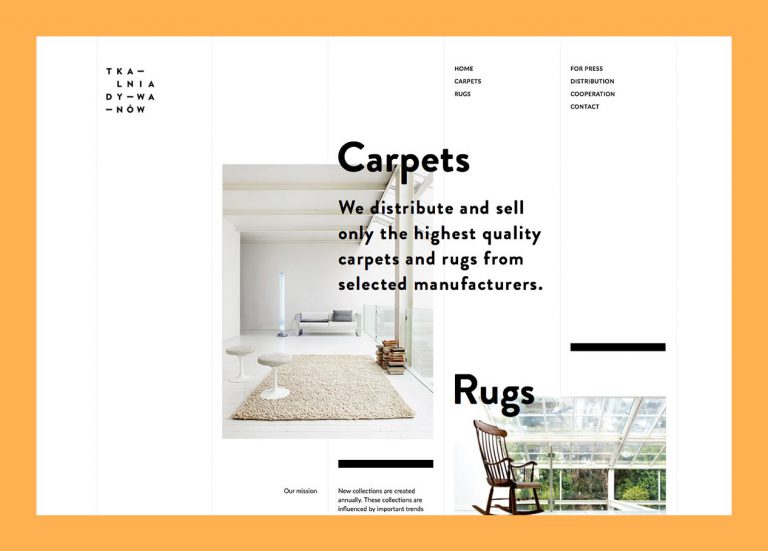 TKA—
LNIA
DY—WA
—NÓW
HOME
CARPETS
RUGS
FOR PRESS
DISTRIBUTION
COOPERATION
CONTACT
Carpets
We distribute and sell
only the highest quality
carpets and rugs from
selected manufacturers.
Rugs
Our mission
New collections are created
annually. These collections are
influenced by important trends